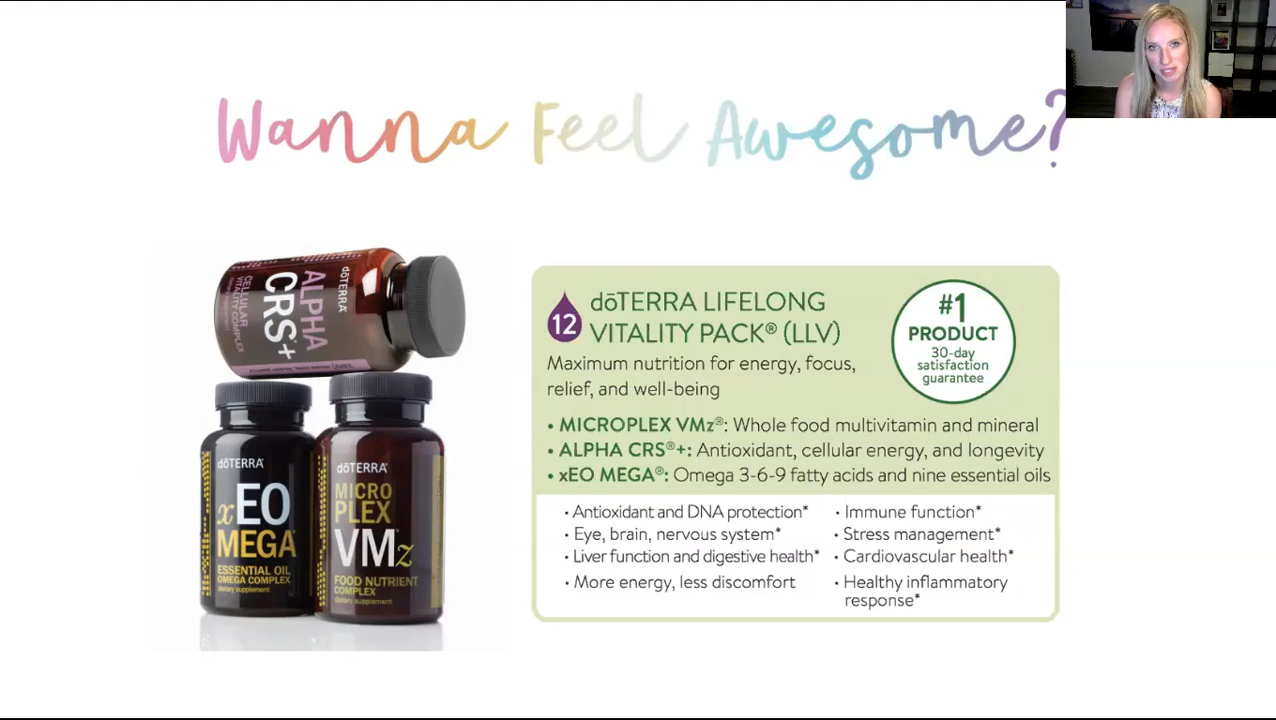 Wanna Feel Awesome?
dōTERRA
ALPHA
CRS+
CELLULAR
VITALITY COMPLEX
dōTERRA
xEO
MEGA
ESSENTIAL OIL
OMEGA COMPLEX
dietary supplement
dōTERRA
MICRO
PLEX
VMz
FOOD NUTRIENT
COMPLEX
dietary supplement
12
dōTERRA LIFELONG
VITALITY PACK® (LLV)
Maximum nutrition for energy, focus,
relief, and well-being
#1
PRODUCT
30-day
satisfaction
guarantee
• MICROPLEX VMz®: Whole food multivitamin and mineral
• ALPHA CRS®+: Antioxidant, cellular energy, and longevity
• xEO MEGA®: Omega 3-6-9 fatty acids and nine essential oils
• Antioxidant and DNA protection*
• Eye, brain, nervous system*
• Liver function and digestive health*
• More energy, less discomfort
• Immune function*
• Stress management*
• Cardiovascular health*
• Healthy inflammatory
response*